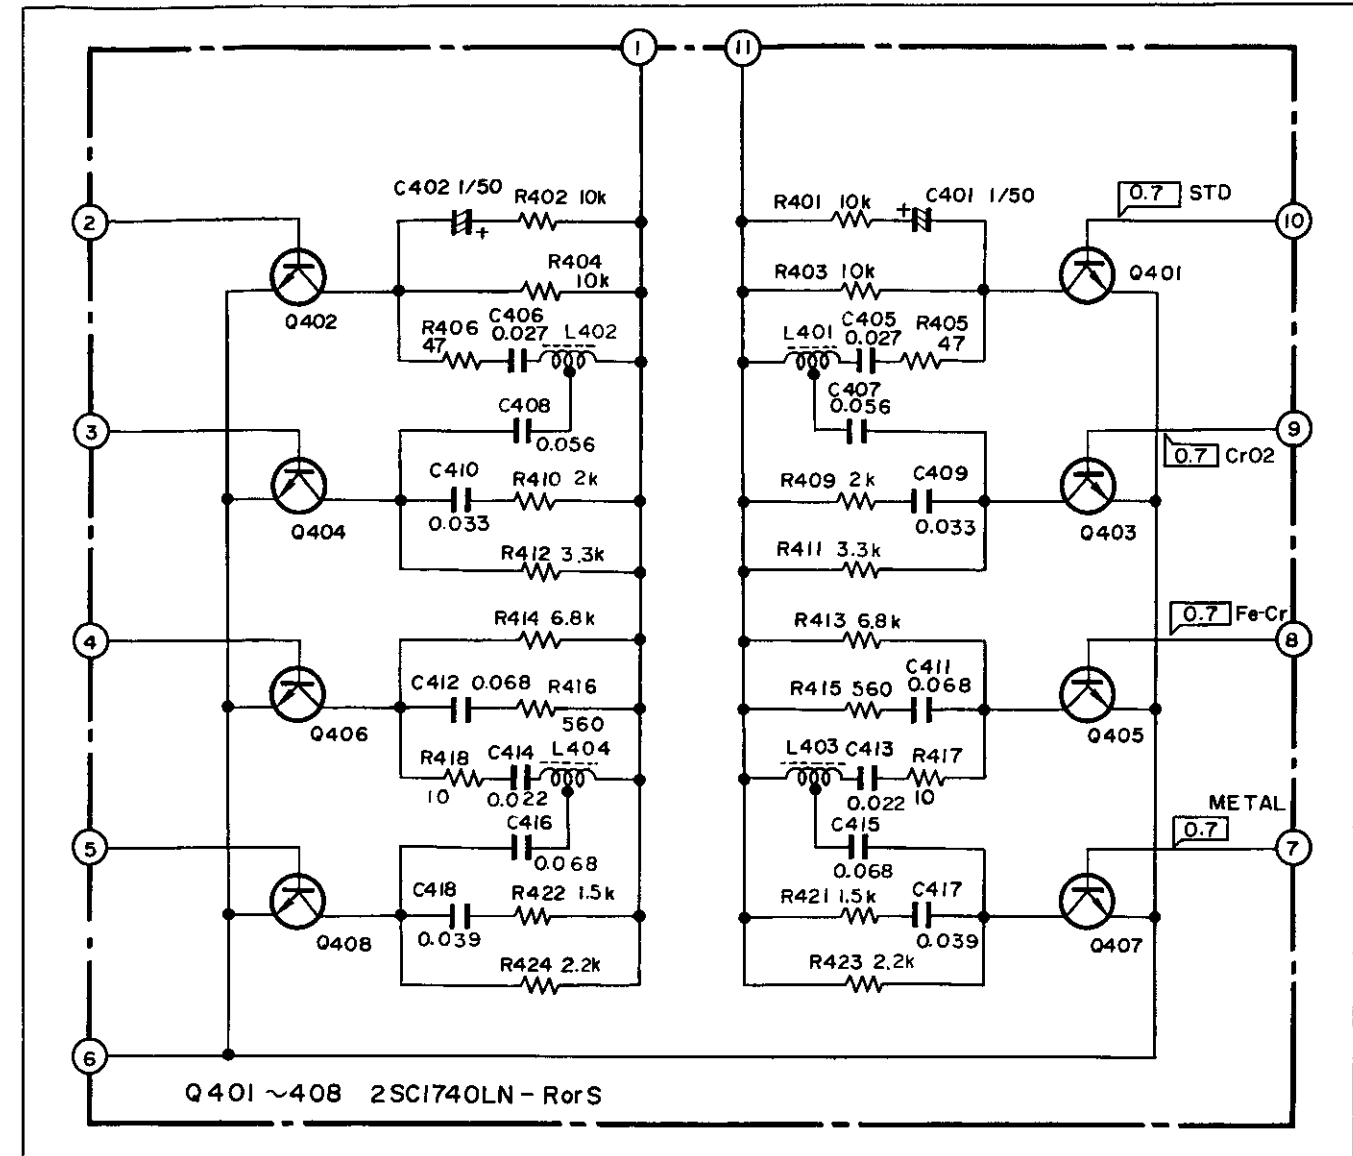 1
11
C402 1/50
R402 10k
R401 10k
C401 1/50
0.7 STD
2
10
+
+
R404
10k
R403 10k
Q401
Q402
C406
0.027
R406
47
L402
L401
C405
0.027
R405
47
C408
0.056
C407
0.056
3
9
0.7 CrO2
C410
0.033
R410 2k
R409 2k
C409
0.033
Q404
Q403
R412 3.3k
R411 3.3k
R414 6.8k
R413 6.8k
0.7 Fe-Cr
4
8
C412 0.068
R416
560
R415 560
C411
0.068
Q406
Q405
R418
10
C414
0.022
L404
L403
C413
0.022
R417
10
METAL
0.7
C416
0.068
C415
0.068
5
7
C418
0.039
R422 1.5k
R421 1.5k
C417
0.039
Q408
Q407
R424 2.2k
R423 2.2k
6
Q401~408 2SC1740LN-RorS